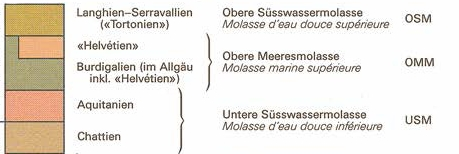 Langhien–Serravallien
(«Tortonien»)
Obere Süsswassermolasse
Molasse d'eau douce supérieure
OSM
«Helvétien»
Burdigalien (im Allgäu
inkl. «Helvétien»)
Obere Meeresmolasse
Molasse marine supérieure
OMM
Aquitanien
Chattien
Untere Süsswassermolasse
Molasse d'eau douce inférieure
USM